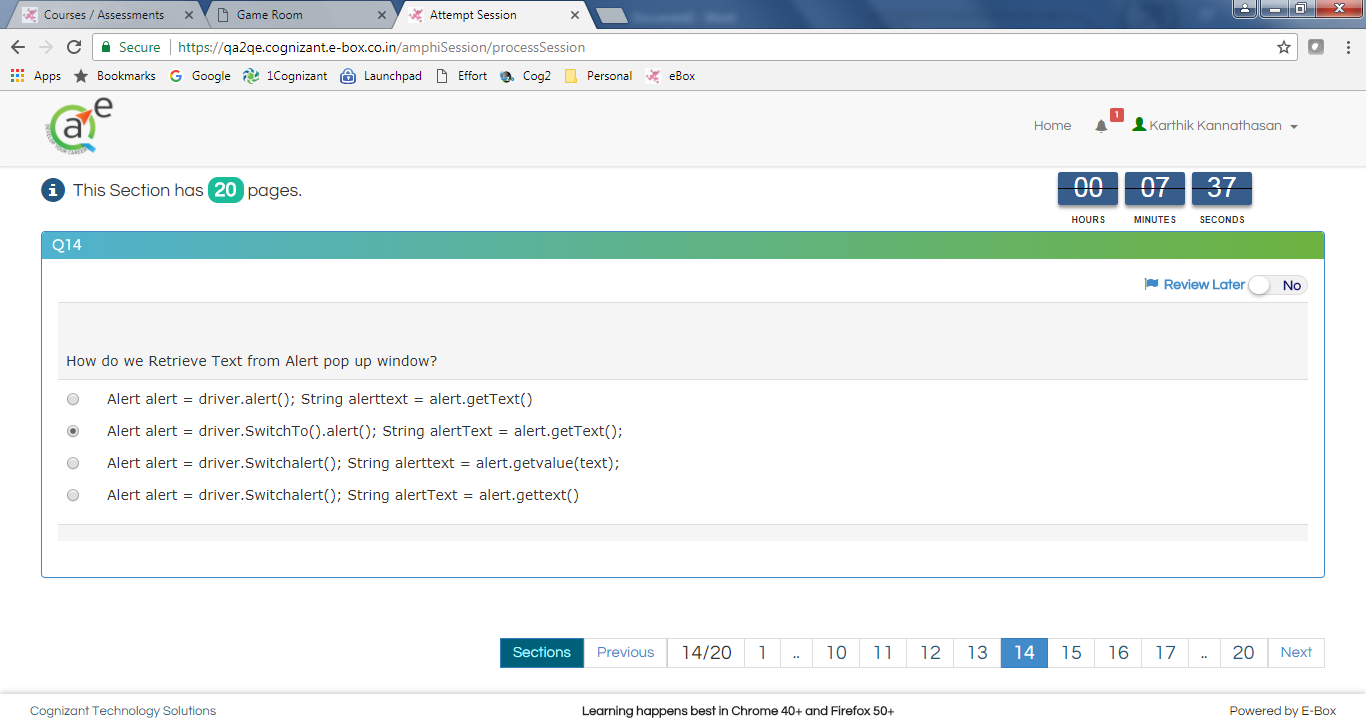 Courses / Assessments
Game Room
Attempt Session
Secure
https://qa2qe.cognizant.e-box.co.in/amphiSession/processSession
Apps Bookmarks Google 1Cognizant Launchpad Effort Cog2 Personal eBox
a e
Home 1 Karthik Kannathasan
This Section has 20 pages.
00 07 37
HOURS MINUTES SECONDS
Q14
Review Later No
How do we Retrieve Text from Alert pop up window?
Alert alert = driver.alert(); String alerttext = alert.getText()
Alert alert = driver.SwitchTo().alert(); String alertText = alert.getText();
Alert alert = driver.Switchalert(); String alerttext = alert.getvalue(text);
Alert alert = driver.Switchalert(); String alertText = alert.gettext()
Sections Previous 14/20 1 .. 10 11 12 13 14 15 16 17 .. 20 Next
Cognizant Technology Solutions Learning happens best in Chrome 40+ and Firefox 50+ Powered by E-Box